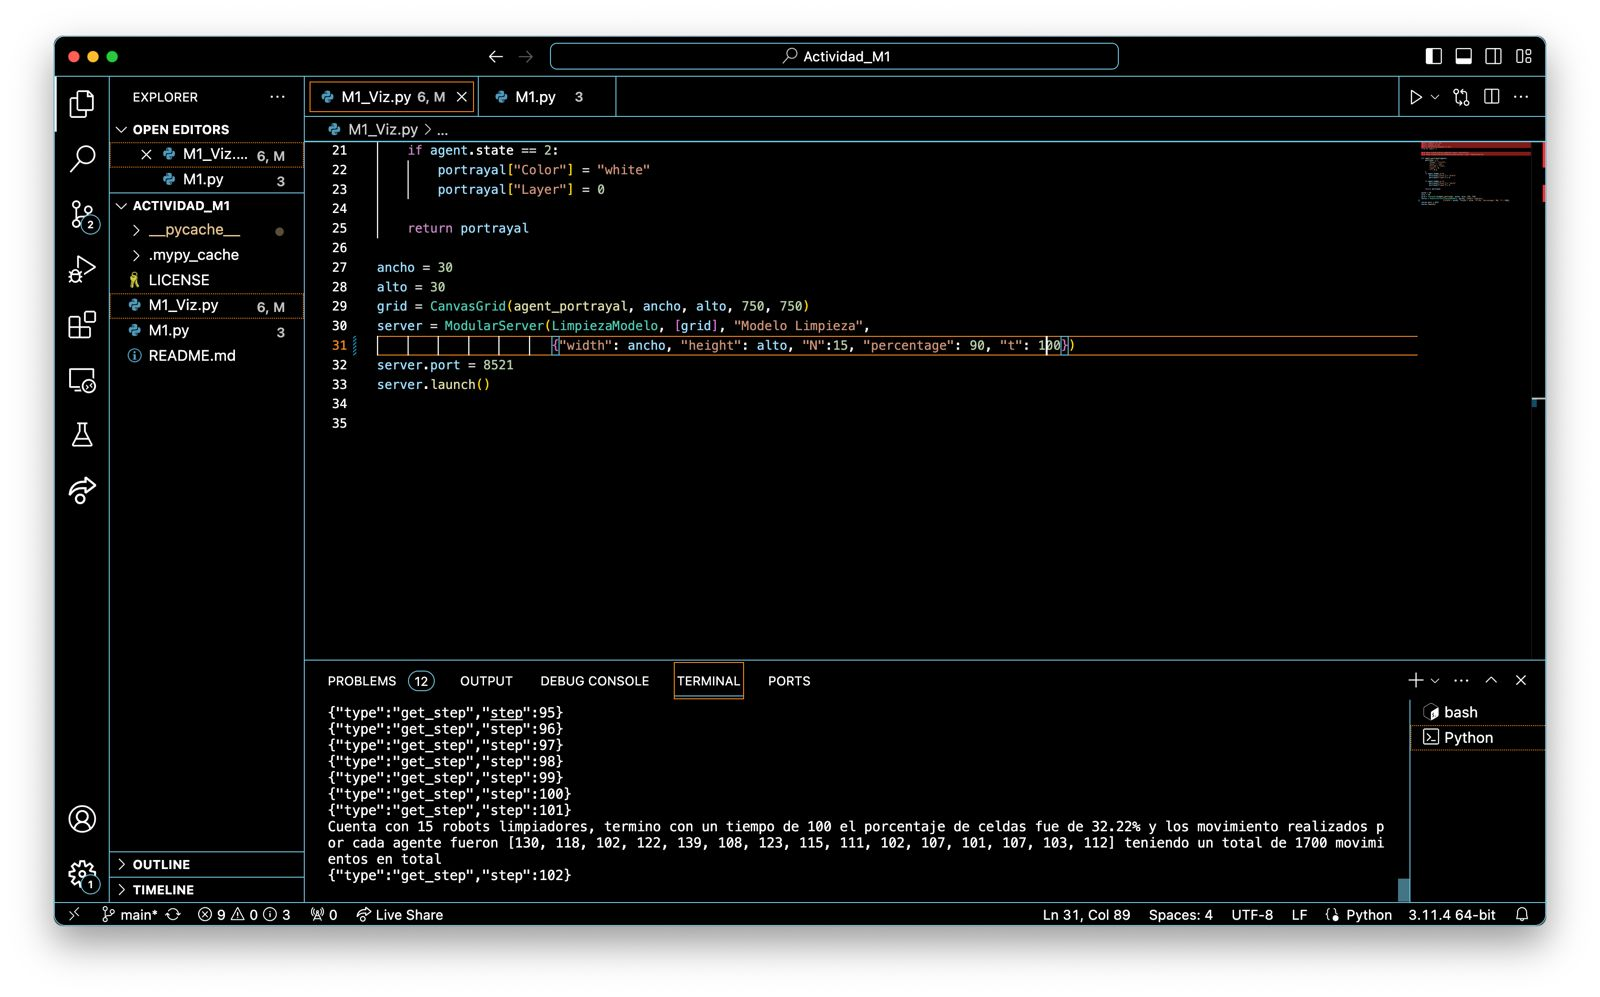 Actividad_M1
EXPLORER
OPEN EDITORS
M1_Viz.... 6, M
M1.py 3
ACTIVIDAD_M1
__pycache__
.mypy_cache
LICENSE
M1_Viz.py 6, M
M1.py 3
README.md
OUTLINE
TIMELINE
2
1
M1_Viz.py 6, M
M1.py 3
M1_Viz.py > ...
21 if agent.state == 2:
22 portrayal["Color"] = "white"
23 portrayal["Layer"] = 0
24
25 return portrayal
26
27 ancho = 30
28 alto = 30
29 grid = CanvasGrid(agent_portrayal, ancho, alto, 750, 750)
30 server = ModularServer(LimpiezaModelo, [grid], "Modelo Limpieza",
31 {"width": ancho, "height": alto, "N":15, "percentage": 90, "t": 100})
32 server.port = 8521
33 server.launch()
34
35
PROBLEMS 12 OUTPUT DEBUG CONSOLE TERMINAL PORTS
{"type":"get_step","step":95}
{"type":"get_step","step":96}
{"type":"get_step","step":97}
{"type":"get_step","step":98}
{"type":"get_step","step":99}
{"type":"get_step","step":100}
{"type":"get_step","step":101}
Cuenta con 15 robots limpiadores, termino con un tiempo de 100 el porcentaje de celdas fue de 32.22% y los movimiento realizados p
or cada agente fueron [130, 118, 102, 122, 139, 108, 123, 115, 111, 102, 107, 101, 107, 103, 112] teniendo un total de 1700 movimi
entos en total
{"type":"get_step","step":102}
bash
Python
main* 9 0 3 0 Live Share Ln 31, Col 89 Spaces: 4 UTF-8 LF Python 3.11.4 64-bit